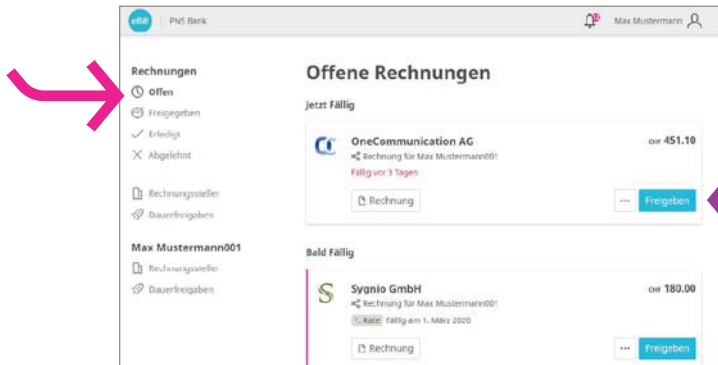 eBill PNS Bank 2 Max Mustermann
Rechnungen
Offen
Freigegeben
Erledigt
Abgelehnt
Rechnungssteller
Dauerfreigaben
Max Mustermann001
Rechnungssteller
Dauerfreigaben
Offene Rechnungen
Jetzt Fällig
OneCommunication AG CHF 451.10
Rechnung für Max Mustermann001
Fällig vor 3 Tagen
Rechnung ... Freigeben
Bald Fällig
Sygnio GmbH CHF 180.00
Rechnung für Max Mustermann001
1. Rate Fällig am 1. März 2020
Rechnung ... Freigeben